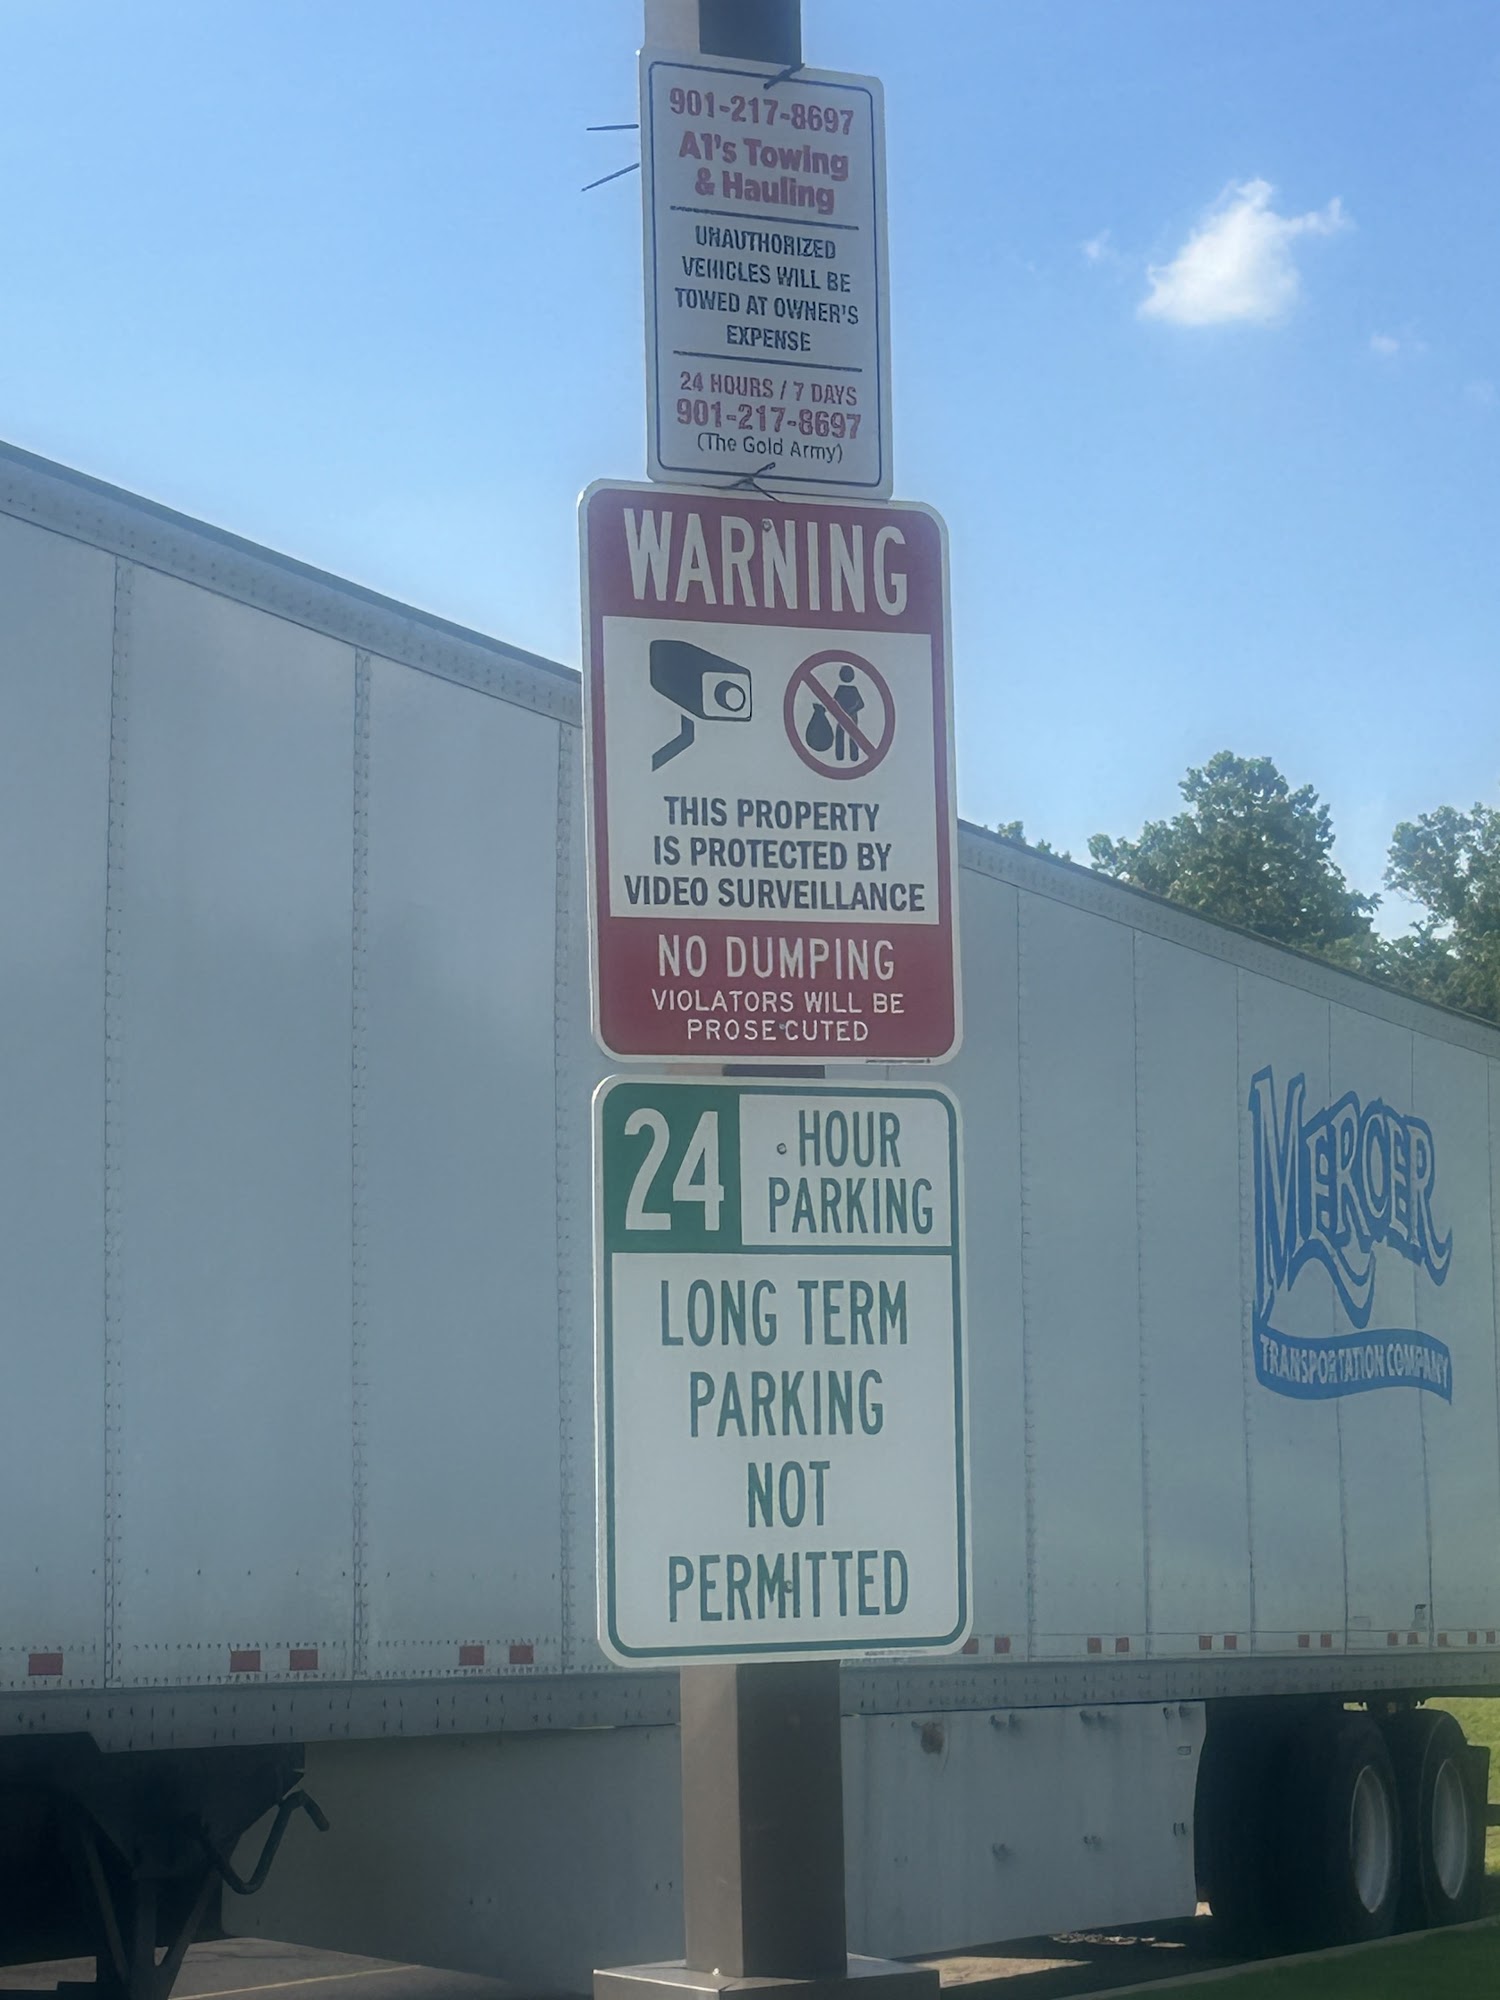 901-217-8697
A1's Towing
& Hauling
UNAUTHORIZED
VEHICLES WILL BE
TOWED AT OWNER'S
EXPENSE
24 HOURS / 7 DAYS
901-217-8697
(The Gold Army)
WARNING
THIS PROPERTY
IS PROTECTED BY
VIDEO SURVEILLANCE
NO DUMPING
VIOLATORS WILL BE
PROSECUTED
24 HOUR
PARKING
LONG TERM
PARKING
NOT
PERMITTED
MERCER
TRANSPORTATION COMPANY